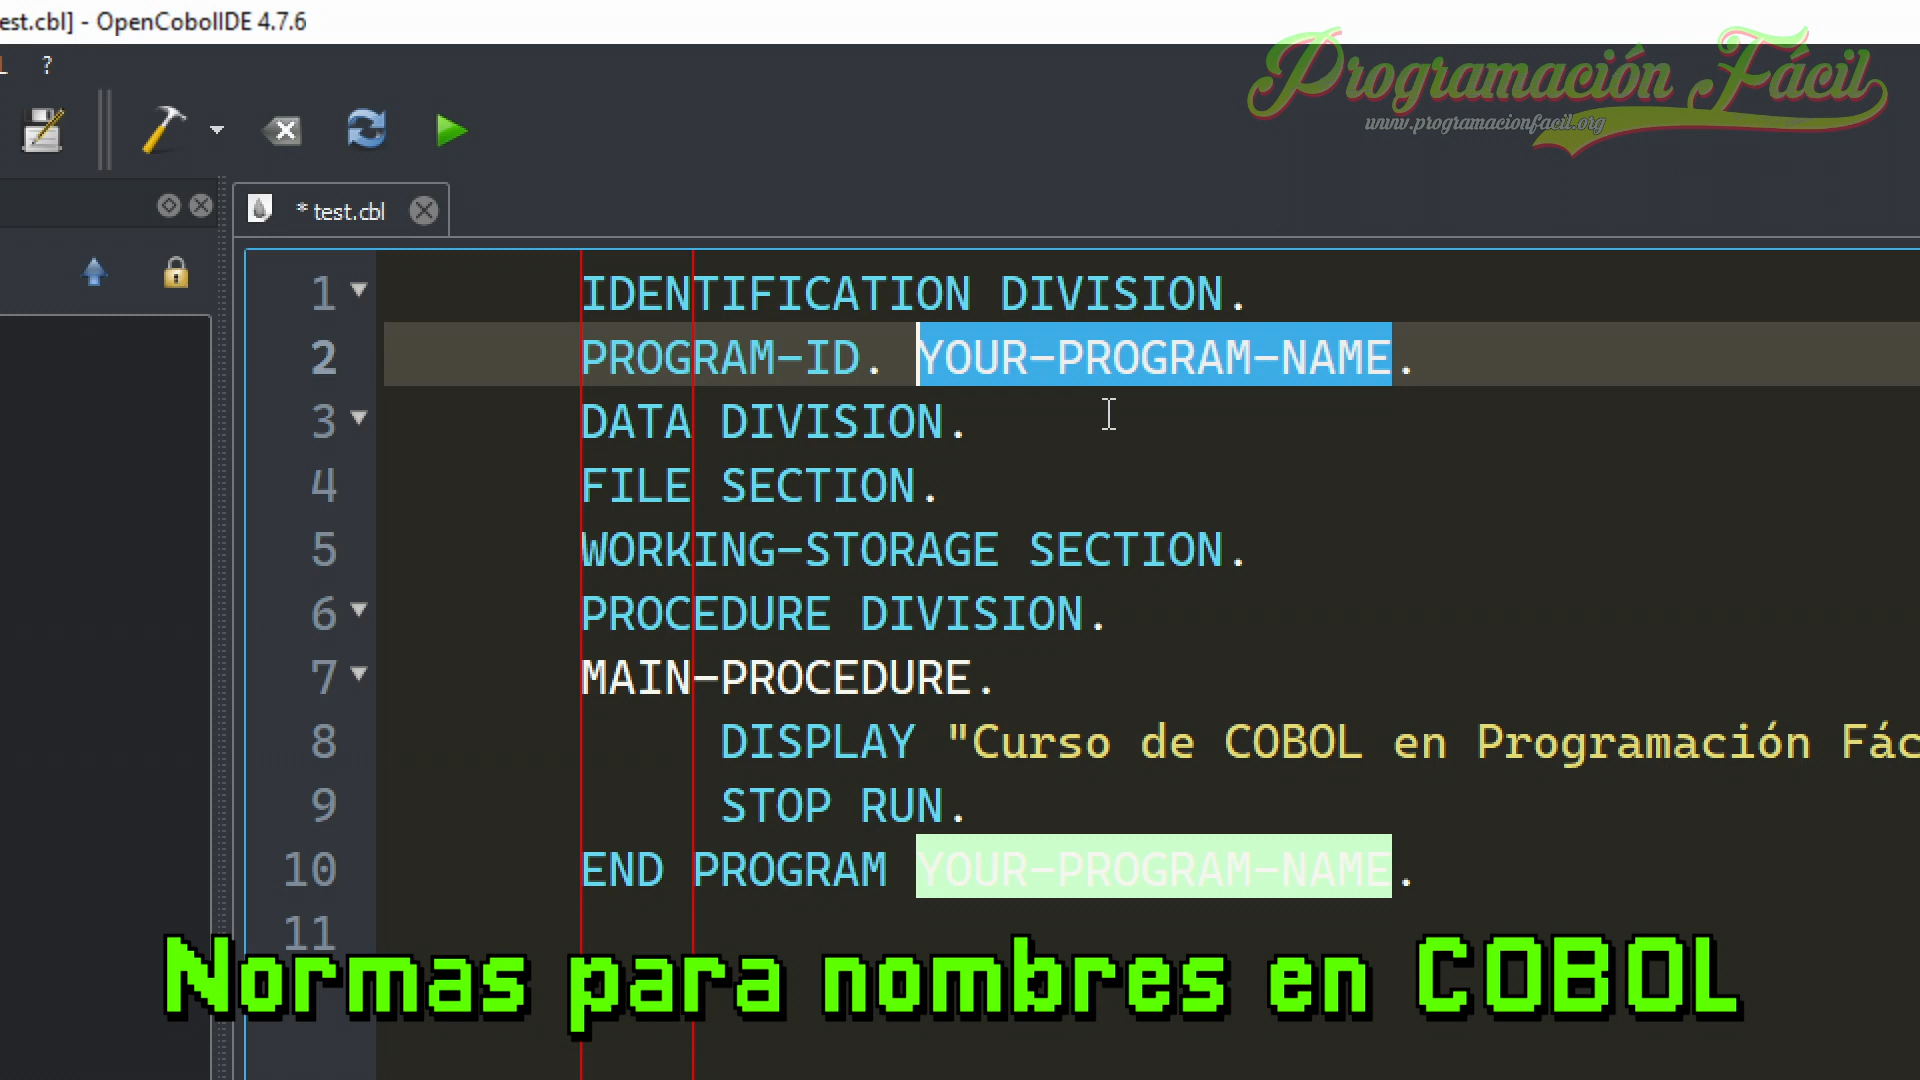 est.cbl] - OpenCobolIDE 4.7.6
?
Programación Fácil
www.programacionfacil.org
* test.cbl
1 IDENTIFICATION DIVISION.
2 PROGRAM-ID. YOUR-PROGRAM-NAME.
3 DATA DIVISION.
4 FILE SECTION.
5 WORKING-STORAGE SECTION.
6 PROCEDURE DIVISION.
7 MAIN-PROCEDURE.
8 DISPLAY "Curso de COBOL en Programación Fác
9 STOP RUN.
10 END PROGRAM YOUR-PROGRAM-NAME.
11
Normas para nombres en COBOL